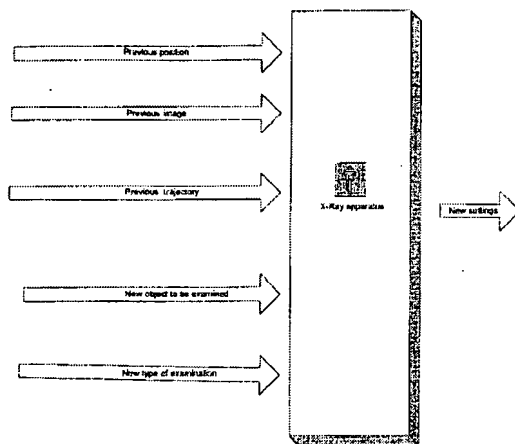 Previous position
Previous image
Previous trajectory
X-Ray apparatus
New settings
New object to be examined
New type of examination